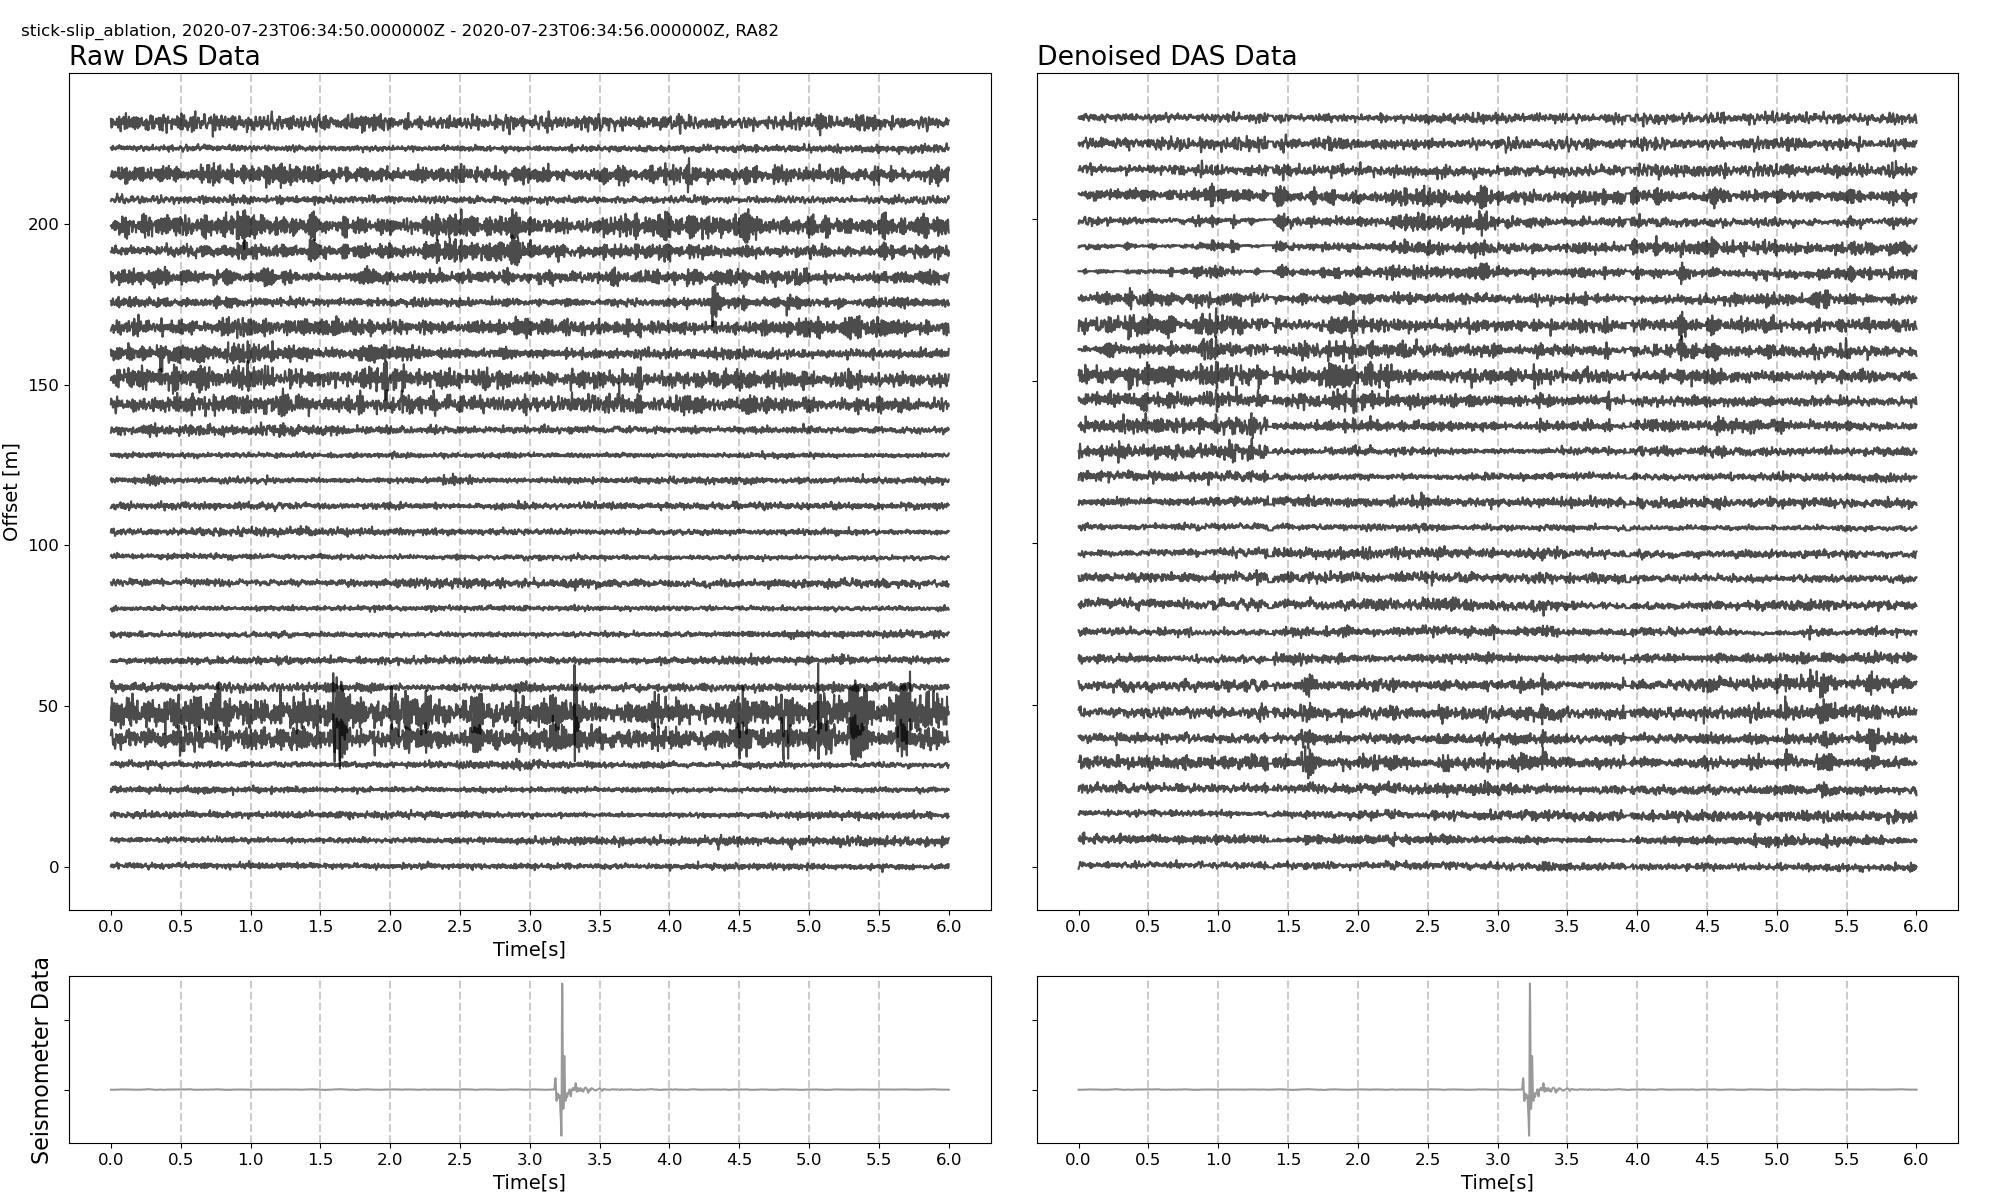 stick-slip_ablation, 2020-07-23T06:34:50.000000Z - 2020-07-23T06:34:56.000000Z, RA82
Raw DAS Data
Denoised DAS Data
Offset [m]
200
150
100
50
0
0.0 0.5 1.0 1.5 2.0 2.5 3.0 3.5 4.0 4.5 5.0 5.5 6.0
Time[s]
0.0 0.5 1.0 1.5 2.0 2.5 3.0 3.5 4.0 4.5 5.0 5.5 6.0
Seismometer Data
0.0 0.5 1.0 1.5 2.0 2.5 3.0 3.5 4.0 4.5 5.0 5.5 6.0
Time[s]
0.0 0.5 1.0 1.5 2.0 2.5 3.0 3.5 4.0 4.5 5.0 5.5 6.0
Time[s]